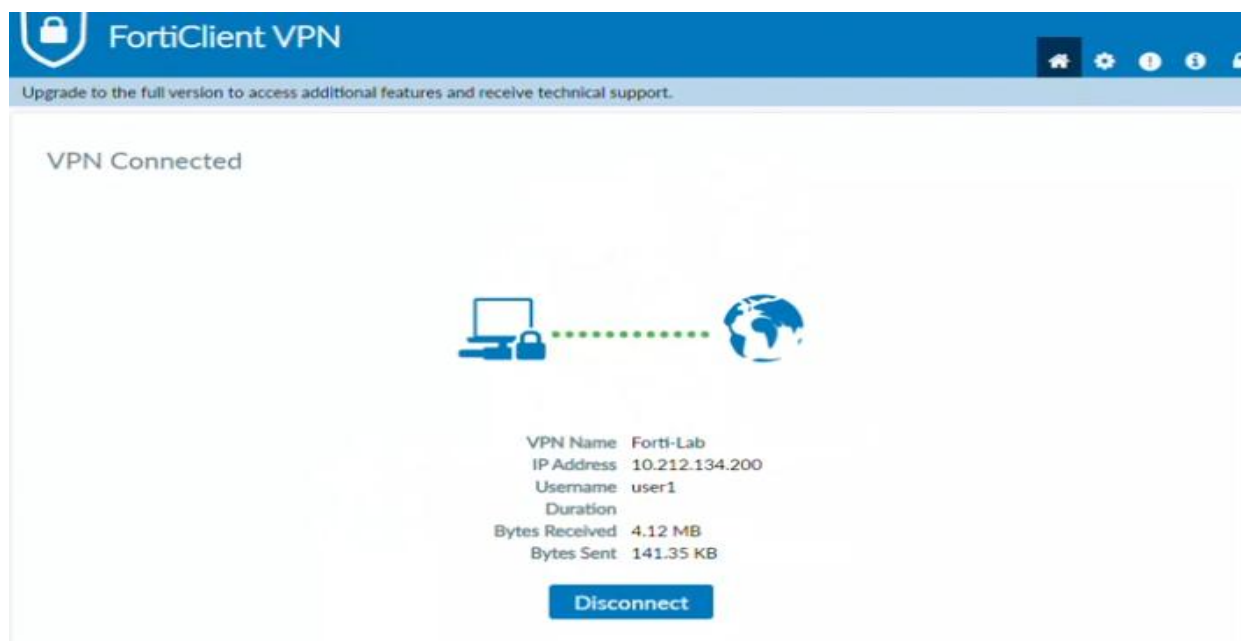 FortiClient VPN
Upgrade to the full version to access additional features and receive technical support.
VPN Connected
VPN Name Forti-Lab
IP Address 10.212.134.200
Username user1
Duration
Bytes Received 4.12 MB
Bytes Sent 141.35 KB
Disconnect